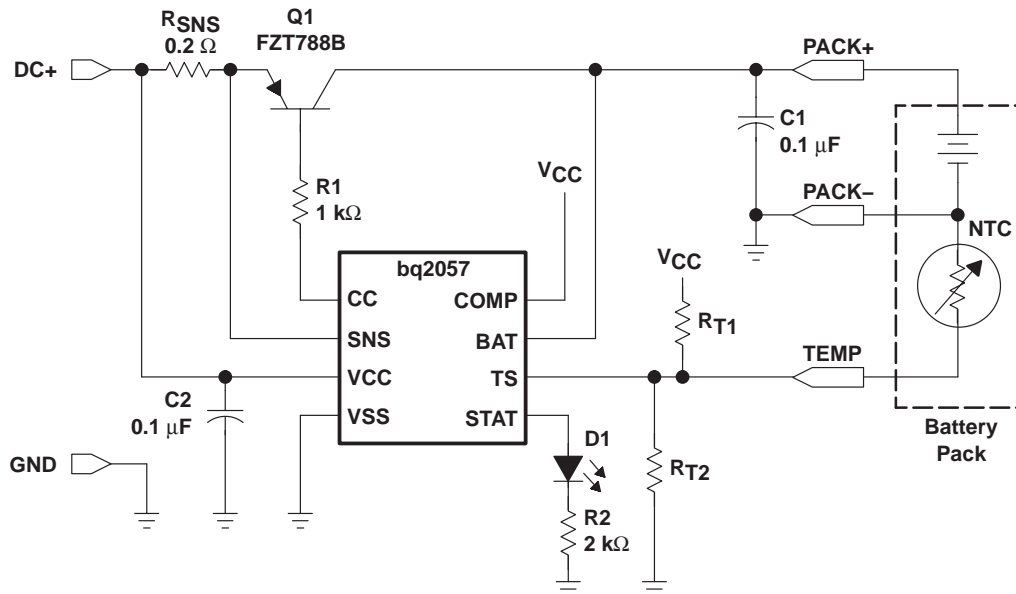 RSNS
0.2 Ω
Q1
FZT788B
DC+
PACK+
C1
0.1 μF
VCC
R1
1 kΩ
PACK–
NTC
bq2057
VCC
CC
COMP
RT1
SNS
BAT
TEMP
VCC
TS
C2
0.1 μF
VSS
STAT
Battery
Pack
D1
GND
RT2
R2
2 kΩ